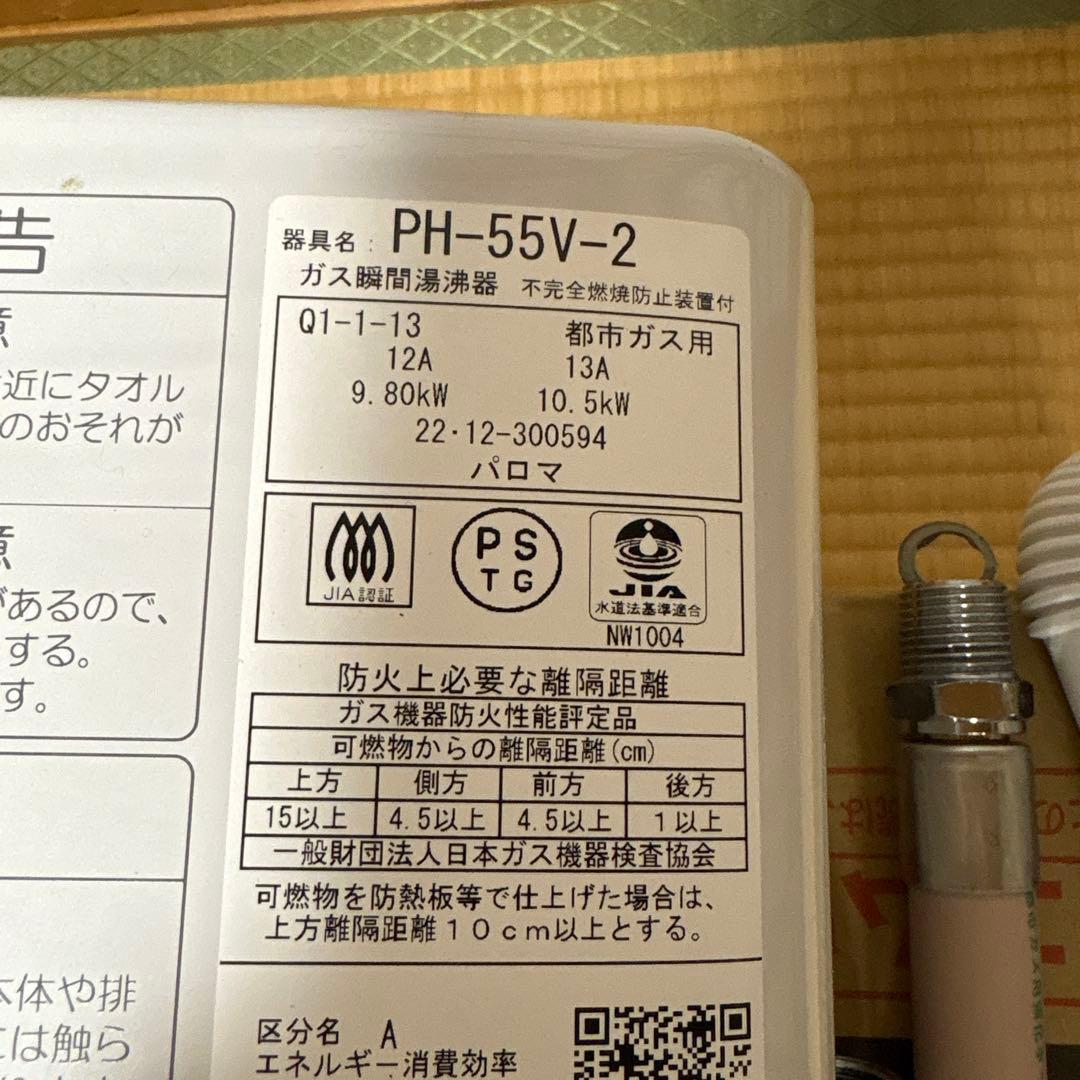 告
意
近にタオル
のおそれが
意
があるので、
する。
す。
本体や排
には触ら
器具名: PH-55V-2
ガス瞬間湯沸器 不完全燃焼防止装置付
Q1-1-13 都市ガス用
12A 13A
9.80kW 10.5kW
22・12-300594
パロマ
JIA認証
PS
TG
JIA
水道法基準適合
NW1004
防火上必要な離隔距離
ガス機器防火性能評定品
可燃物からの離隔距離(cm)
上方 側方 前方 後方
15以上 4.5以上 4.5以上 1以上
一般財団法人日本ガス機器検査協会
可燃物を防熱板等で仕上げた場合は、
上方離隔距離10cm以上とする。
区分名 A
エネルギー消費効率